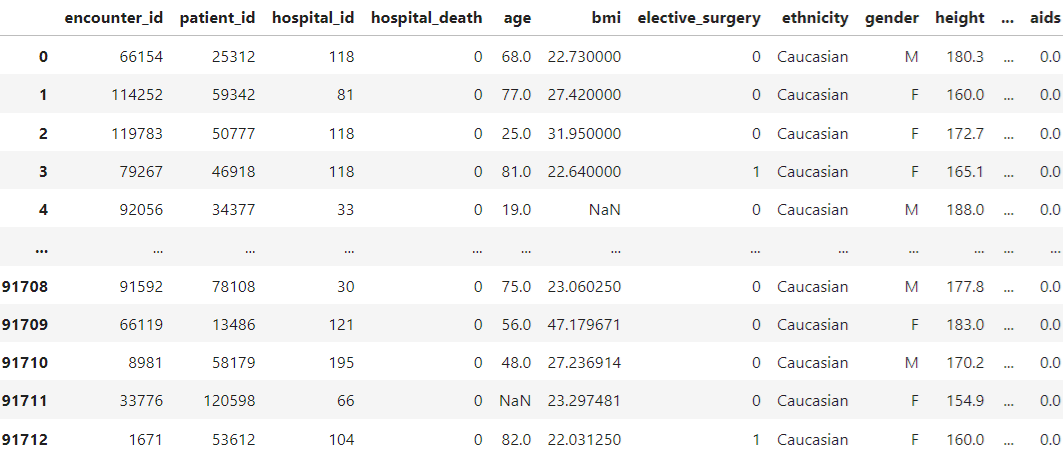 encounter_id patient_id hospital_id hospital_death age bmi elective_surgery ethnicity gender height ... aids
0 66154 25312 118 0 68.0 22.730000 0 Caucasian M 180.3 ... 0.0
1 114252 59342 81 0 77.0 27.420000 0 Caucasian F 160.0 ... 0.0
2 119783 50777 118 0 25.0 31.950000 0 Caucasian F 172.7 ... 0.0
3 79267 46918 118 0 81.0 22.640000 1 Caucasian F 165.1 ... 0.0
4 92056 34377 33 0 19.0 NaN 0 Caucasian M 188.0 ... 0.0
... ... ... ... ... ... ... ... ... ... ... ... ...
91708 91592 78108 30 0 75.0 23.060250 0 Caucasian M 177.8 ... 0.0
91709 66119 13486 121 0 56.0 47.179671 0 Caucasian F 183.0 ... 0.0
91710 8981 58179 195 0 48.0 27.236914 0 Caucasian M 170.2 ... 0.0
91711 33776 120598 66 0 NaN 23.297481 0 Caucasian F 154.9 ... 0.0
91712 1671 53612 104 0 82.0 22.031250 1 Caucasian F 160.0 ... 0.0